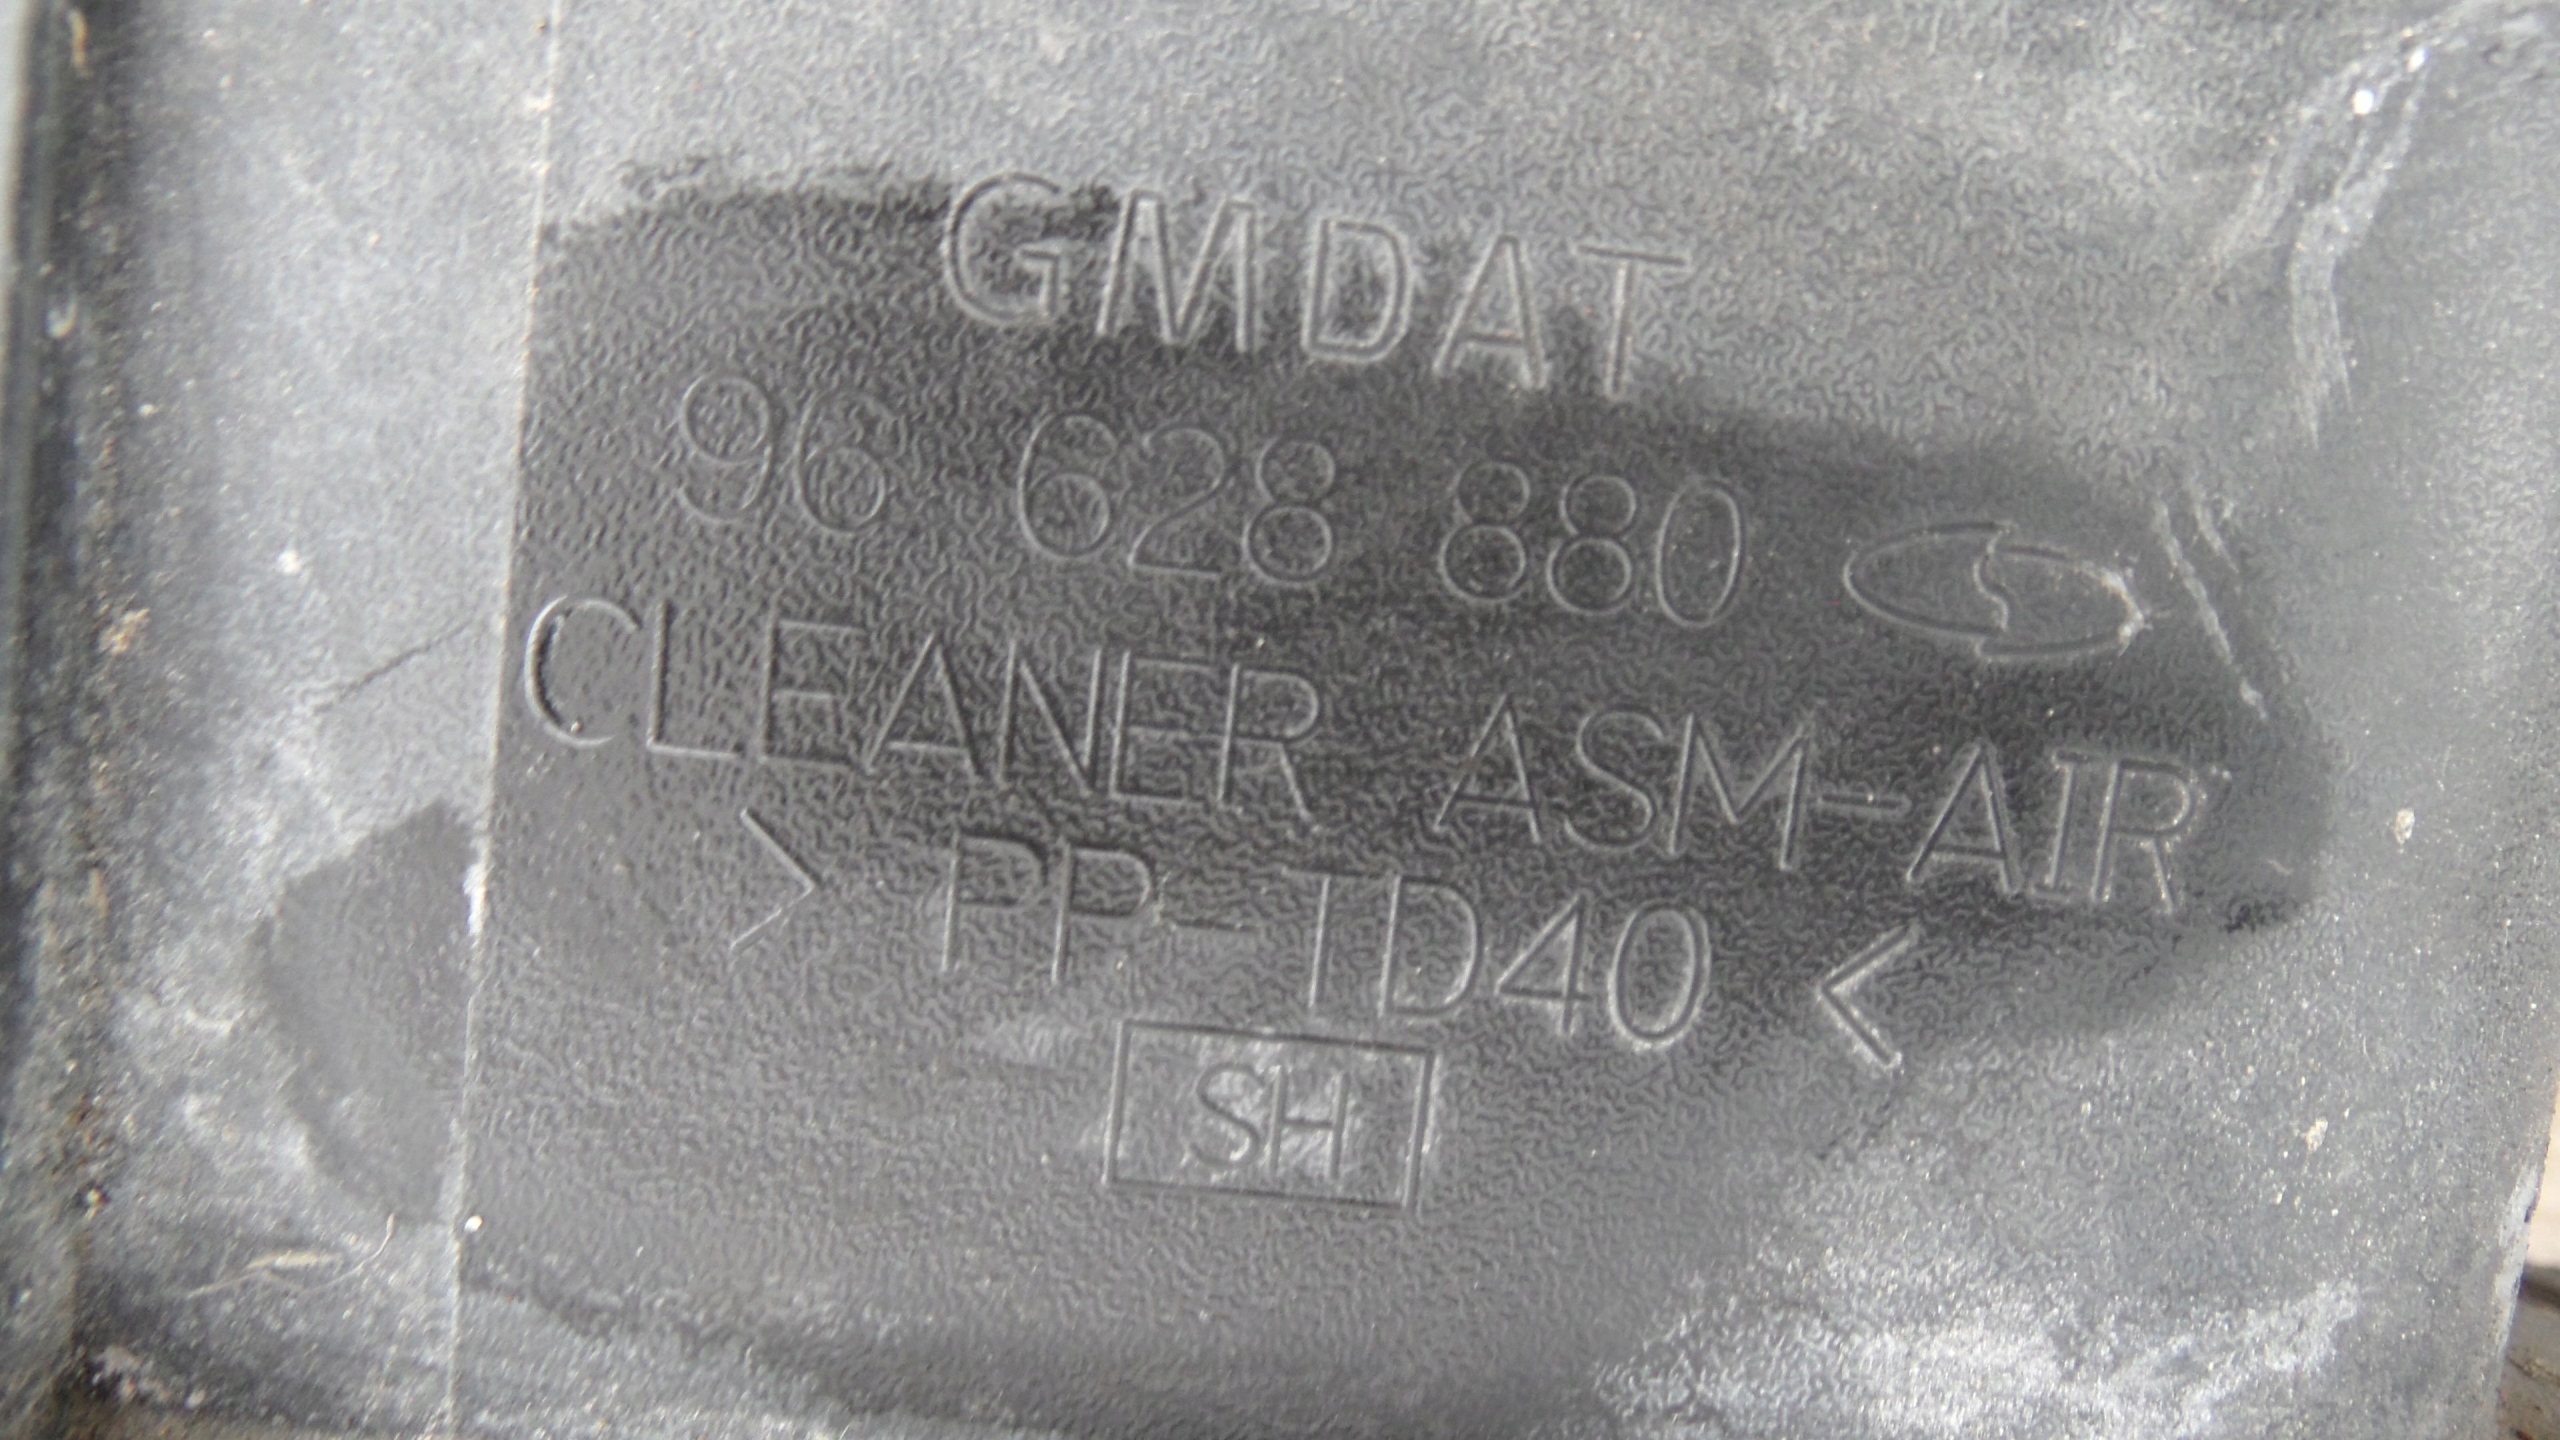 GMDAT
96 628 880
CLEANER ASM-AIR
> PP-TD40 <
SH